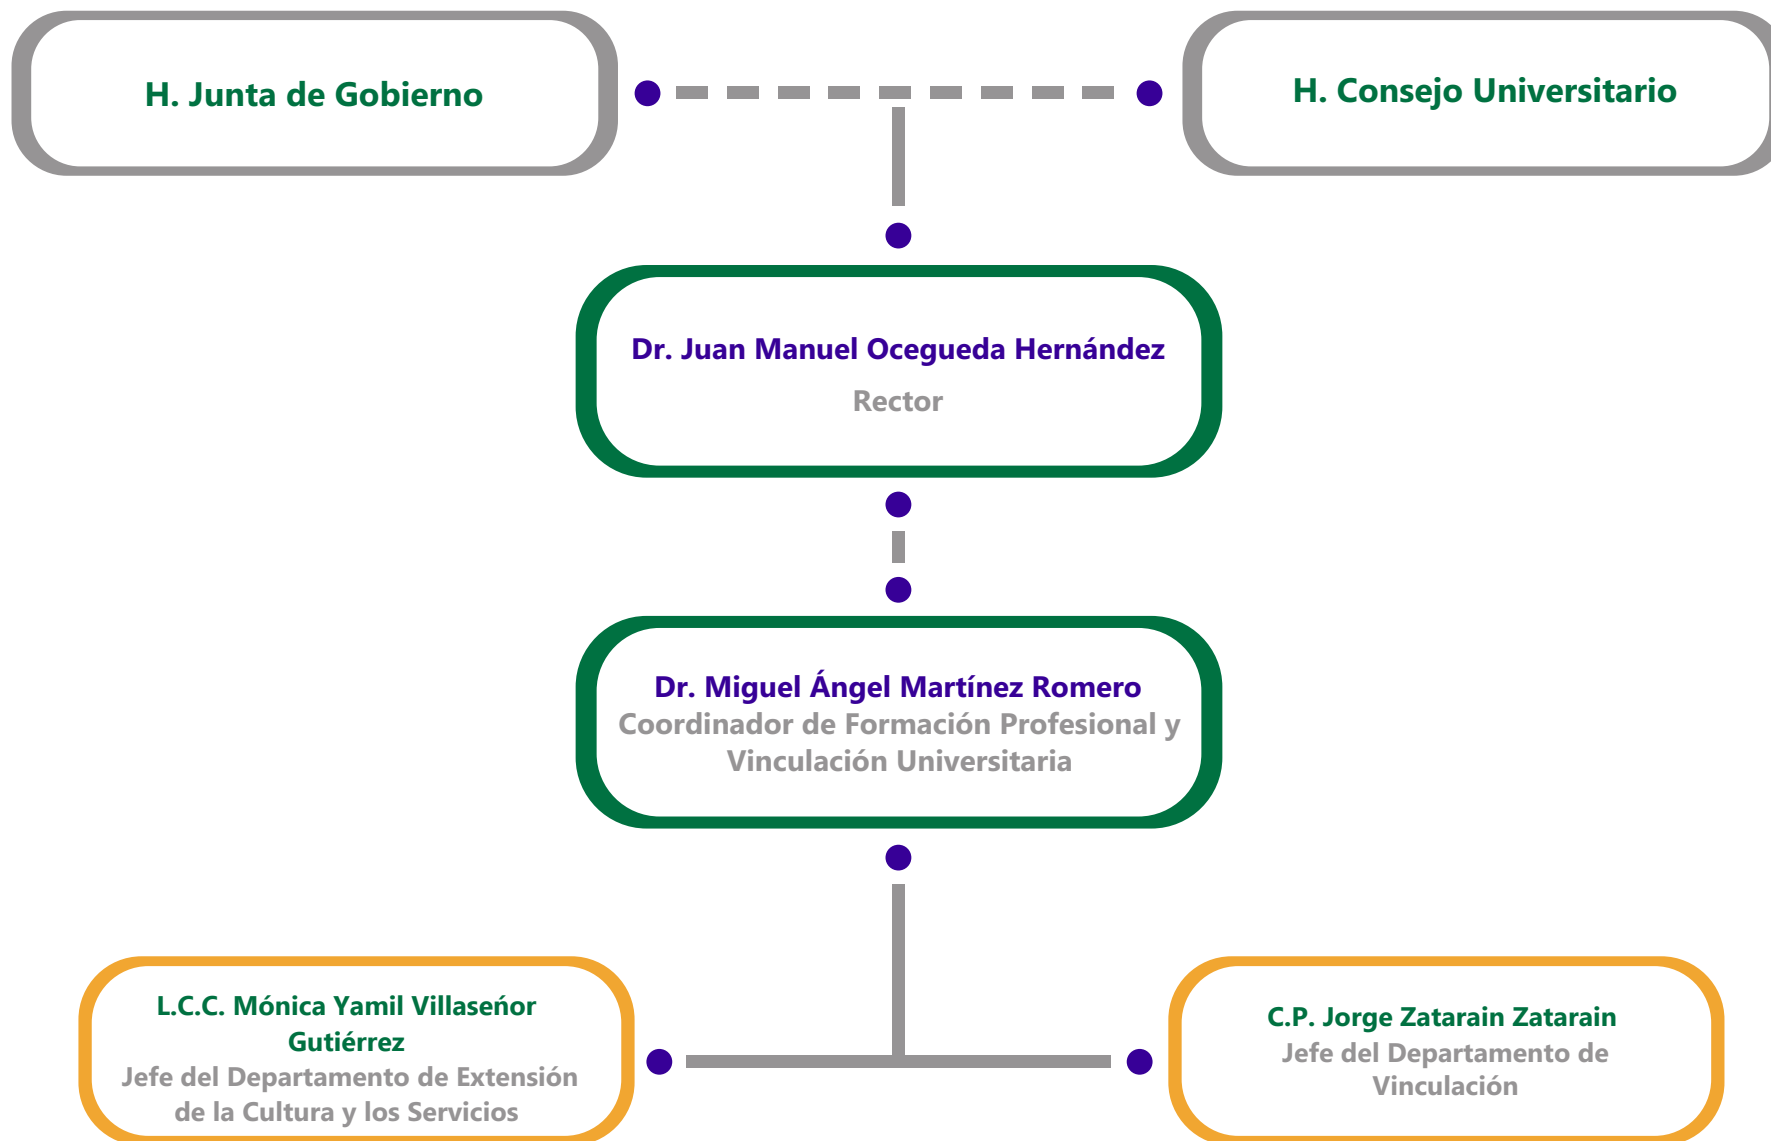 H. Junta de Gobierno
H. Consejo Universitario
Dr. Juan Manuel Ocegueda Hernández
Rector
Dr. Miguel Ángel Martínez Romero
Coordinador de Formación Profesional y
Vinculación Universitaria
L.C.C. Mónica Yamil Villaseńor
Gutiérrez
Jefe del Departamento de Extensión
de la Cultura y los Servicios
C.P. Jorge Zatarain Zatarain
Jefe del Departamento de
Vinculación